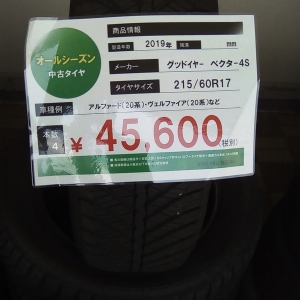 オールシーズン
中古タイヤ
商品情報
製造年数 2019年 残溝 mm
メーカー グッドイヤー ベクター4S
タイヤサイズ 215/60R17
車種例 アルファード(20系)・ヴェルファイア(20系)など
本数
4
¥45,600(税別)